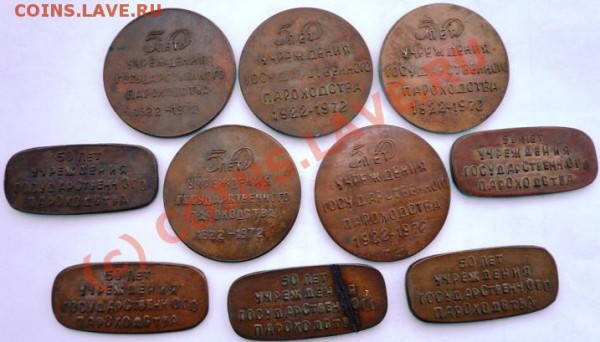 COINS.LAVE.RU
50 ЛЕТ
УЧРЕЖДЕНИЯ
ГОСУДАРСТВЕННОГО
ПАРОХОДСТВА
1922-1972
50 ЛЕТ
УЧРЕЖДЕНИЯ
ГОСУДАРСТВЕННОГО
ПАРОХОДСТВА
1922-1972
50 ЛЕТ
УЧРЕЖДЕНИЯ
ГОСУДАРСТВЕННОГО
ПАРОХОДСТВА
1922-1972
50 ЛЕТ
УЧРЕЖДЕНИЯ
ГОСУДАРСТВЕННОГО
ПАРОХОДСТВА
50 ЛЕТ
УЧРЕЖДЕНИЯ
ГОСУДАРСТВЕННОГО
ПАРОХОДСТВА
1922-1972
50 ЛЕТ
УЧРЕЖДЕНИЯ
ГОСУДАРСТВЕННОГО
ПАРОХОДСТВА
1922-1972
50 ЛЕТ
УЧРЕЖДЕНИЯ
ГОСУДАРСТВЕННОГО
ПАРОХОДСТВА
50 ЛЕТ
УЧРЕЖДЕНИЯ
ГОСУДАРСТВЕННОГО
ПАРОХОДСТВА
50 ЛЕТ
УЧРЕЖДЕНИЯ
ГОСУДАРСТВЕННОГО
ПАРОХОДСТВА
50 ЛЕТ
УЧРЕЖДЕНИЯ
ГОСУДАРСТВЕННОГО
ПАРОХОДСТВА
(c) coins.LAVE.RU
COINS.LAVE.RU